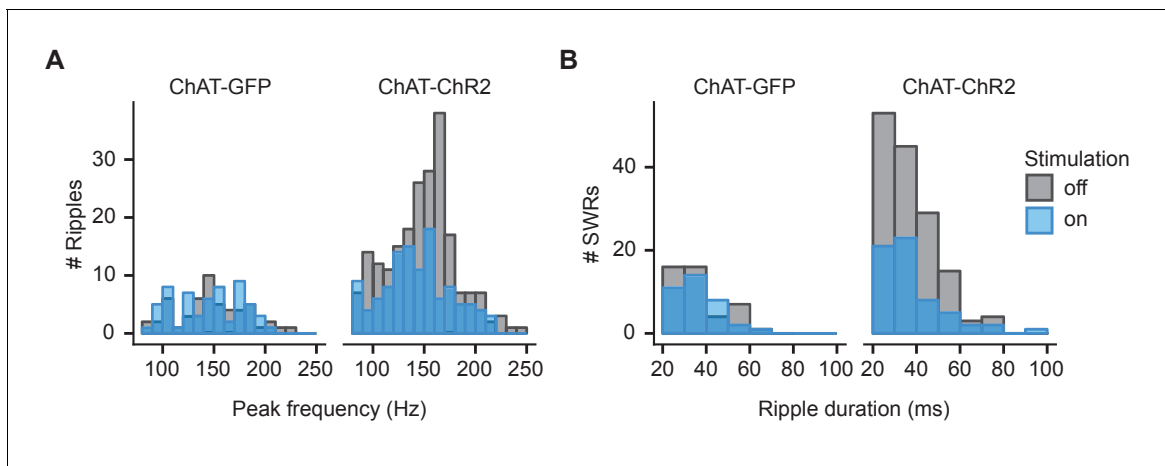 A
B
ChAT-GFP
ChAT-ChR2
ChAT-GFP
ChAT-ChR2
# Ripples
30
20
10
0
100
150
200
250
100
150
200
250
Peak frequency (Hz)
# SWRs
40
20
0
20
40
60
80
100
20
40
60
80
100
Ripple duration (ms)
Stimulation
off
on